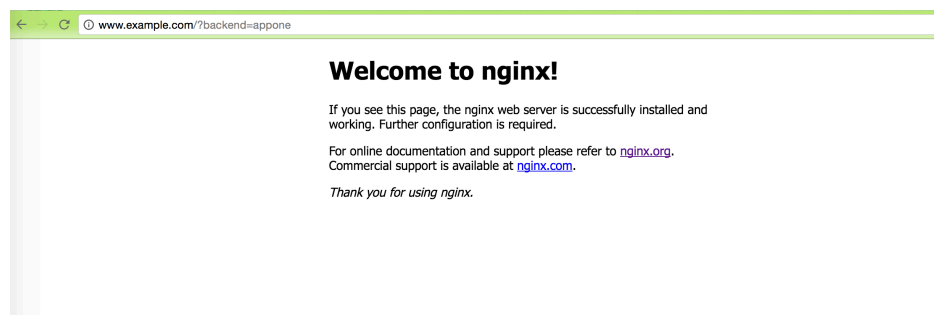 www.example.com/?backend=appone
Welcome to nginx!
If you see this page, the nginx web server is successfully installed and
working. Further configuration is required.
For online documentation and support please refer to nginx.org.
Commercial support is available at nginx.com.
Thank you for using nginx.